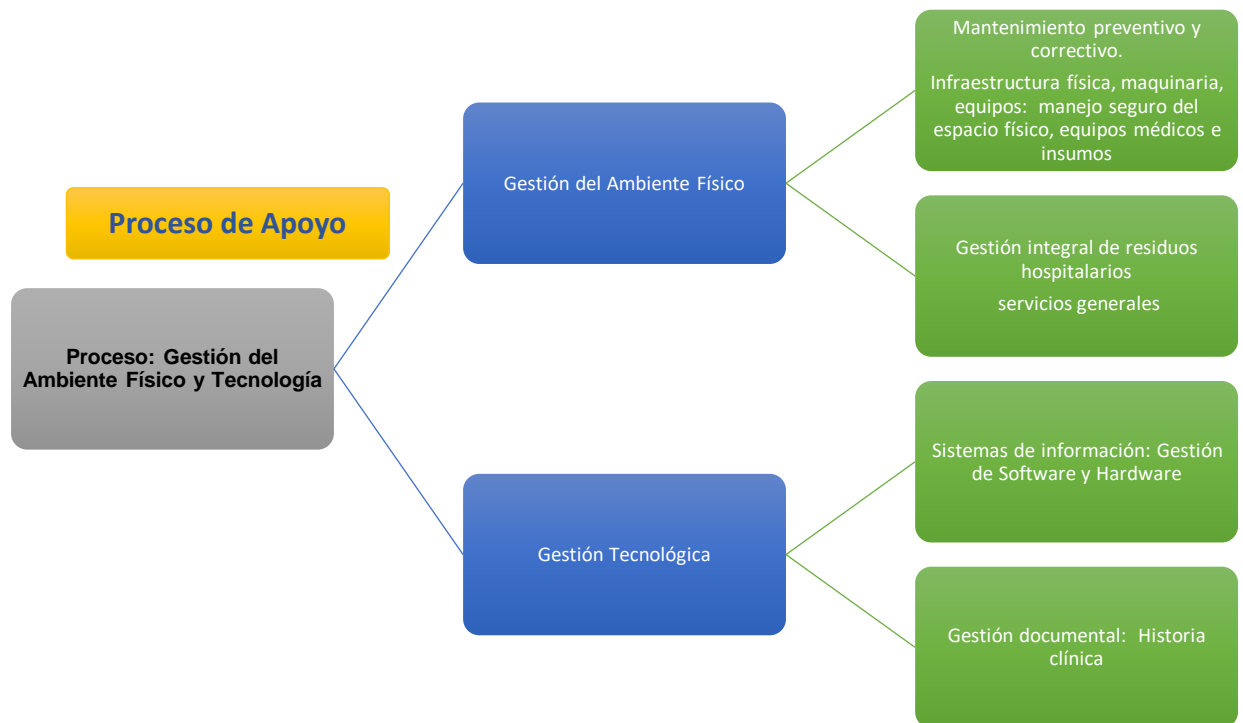 Proceso de Apoyo
Proceso: Gestión del
Ambiente Físico y Tecnología
Gestión del Ambiente Físico
Mantenimiento preventivo y
correctivo.
Infraestructura física, maquinaria,
equipos:  manejo seguro del
espacio físico, equipos médicos e
insumos
Gestión integral de residuos
hospitalarios
servicios generales
Gestión Tecnológica
Sistemas de información: Gestión
de Software y Hardware
Gestión documental:  Historia
clínica